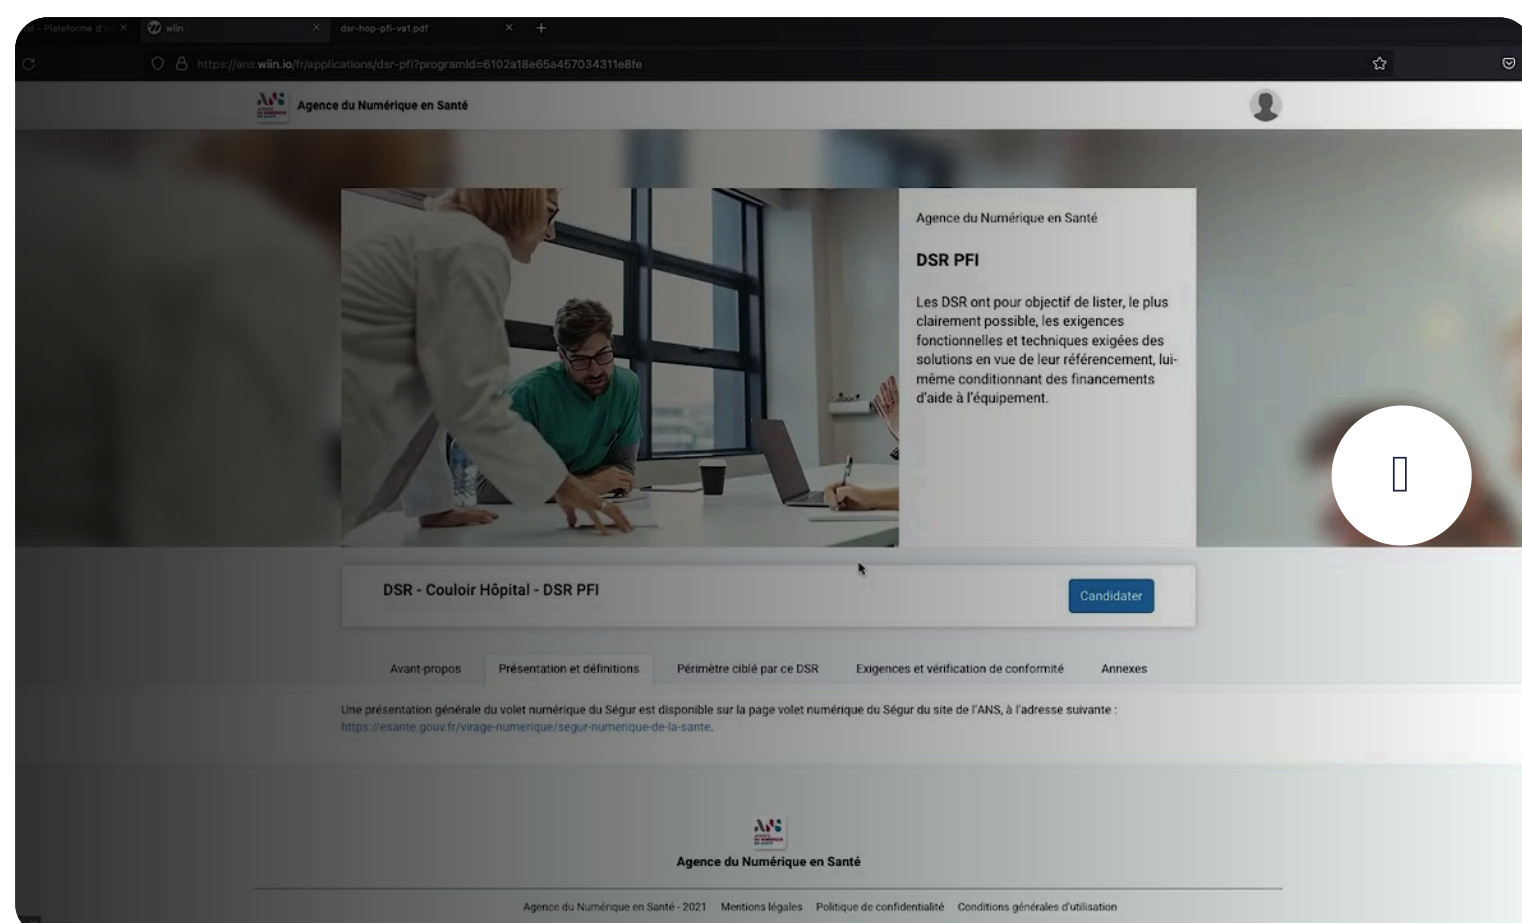 wiin
dsr-hop-pfi-va1.pdf
https://ans.wiin.io/fr/applications/dsr-pfi?programId=6102a18e65a457034311e8fe
Agence du Numérique en Santé
Agence du Numérique en Santé
DSR PFI
Les DSR ont pour objectif de lister, le plus
clairement possible, les exigences
fonctionnelles et techniques exigées des
solutions en vue de leur référencement, lui-
même conditionnant des financements
d'aide à l'équipement.
DSR - Couloir Hôpital - DSR PFI
Candidater
Avant-propos
Présentation et définitions
Périmètre ciblé par ce DSR
Exigences et vérification de conformité
Annexes
Une présentation générale du volet numérique du Ségur est disponible sur la page volet numérique du Ségur du site de l'ANS, à l'adresse suivante :
https://esante.gouv.fr/virage-numerique/segur-numerique-de-la-sante.
Agence du Numérique en Santé
Agence du Numérique en Santé - 2021 Mentions légales Politique de confidentialité Conditions générales d'utilisation